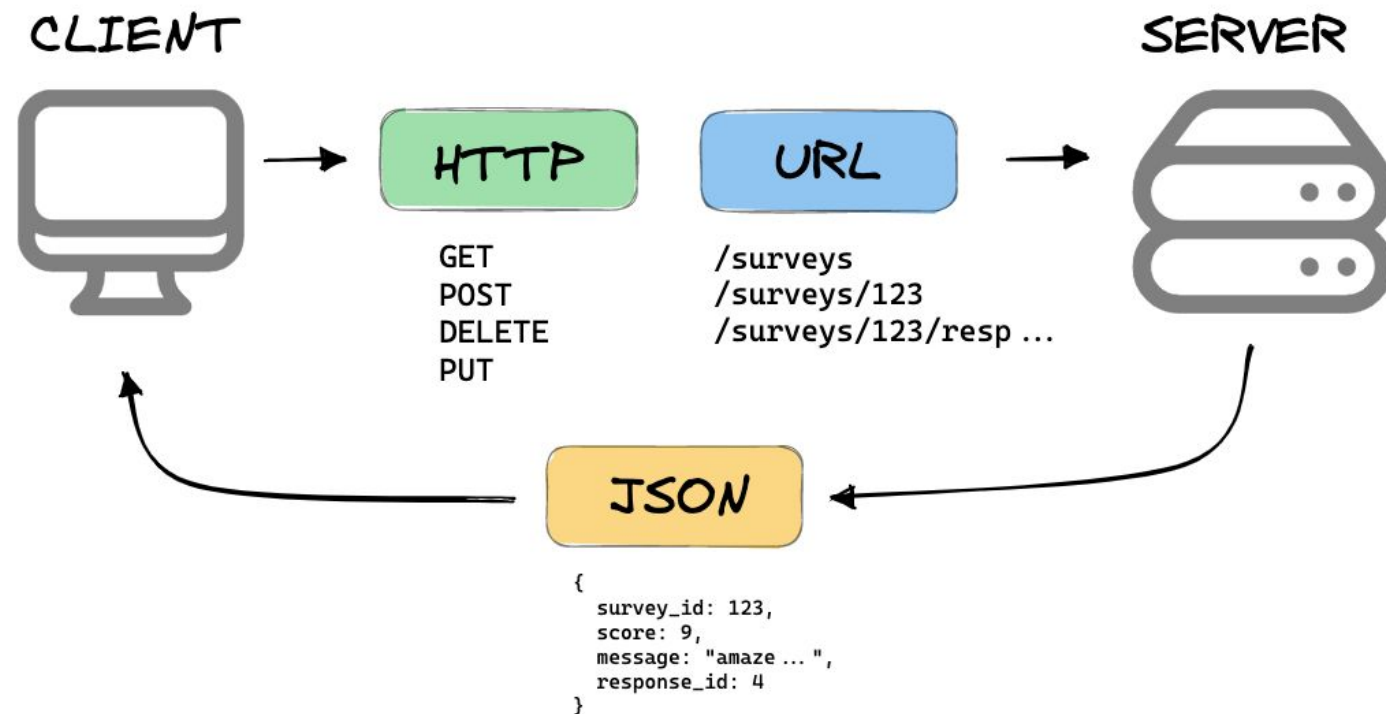 CLIENT
SERVER
HTTP
URL
GET
POST
DELETE
PUT
/surveys
/surveys/123
/surveys/123/resp ...
JSON
{
  survey_id: 123,
  score: 9,
  message: "amaze ... ",
  response_id: 4
}